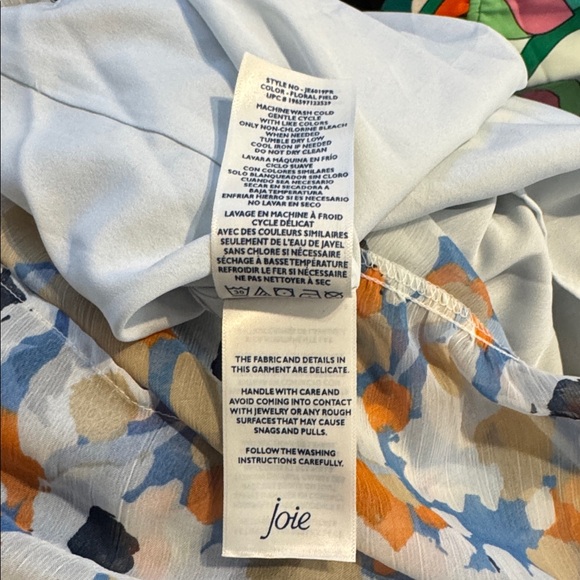 STYLE NO - JE6019PR
COLOR - FLORAL FIELD
UPC # 196597123239
MACHINE WASH COLD
GENTLE CYCLE
WITH LIKE COLORS
ONLY NON-CHLORINE BLEACH
WHEN NEEDED
TUMBLE DRY LOW
COOL IRON IF NEEDED
DO NOT DRY CLEAN
LAVAR A MÁQUINA EN FRÍO
CICLO SUAVE
CON COLORES SIMILARES
SOLO BLANQUEADOR SIN CLORO
CUANDO SEA NECESARIO
SECAR EN SECADORA A
BAJA TEMPERATURA
ENFRIAR HIERRO SI ES NECESARIO
NO LAVAR EN SECO
LAVAGE EN MACHINE À FROID
CYCLE DÉLICAT
AVEC DES COULEURS SIMILAIRES
SEULEMENT DE L'EAU DE JAVEL
SANS CHLORE SI NÉCESSAIRE
SÉCHAGE À BASSE TEMPÉRATURE
REFROIDIR LE FER SI NÉCESSAIRE
NE PAS NETTOYER À SEC
30
THE FABRIC AND DETAILS IN
THIS GARMENT ARE DELICATE.
HANDLE WITH CARE AND
AVOID COMING INTO CONTACT
WITH JEWELRY OR ANY ROUGH
SURFACES THAT MAY CAUSE
SNAGS AND PULLS.
FOLLOW THE WASHING
INSTRUCTIONS CAREFULLY.
joie